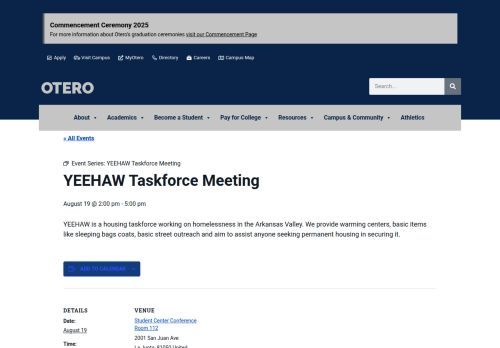 Commencement Ceremony 2025
For more information about Otero's graduation ceremonies visit our Commencement Page
Apply Visit Campus MyOtero Directory Careers Campus Map
OTERO
Search...
About Academics Become a Student Pay for College Resources Campus & Community Athletics
« All Events
Event Series: YEEHAW Taskforce Meeting
YEEHAW Taskforce Meeting
August 19 @ 2:00 pm - 5:00 pm
YEEHAW is a housing taskforce working on homelessness in the Arkansas Valley. We provide warming centers, basic items
like sleeping bags coats, basic street outreach and aim to assist anyone seeking permanent housing in securing it.
ADD TO CALENDAR
DETAILS
Date:
August 19
Time:
VENUE
Student Center Conference
Room 112
2001 San Juan Ave
La Junta, 81050 United